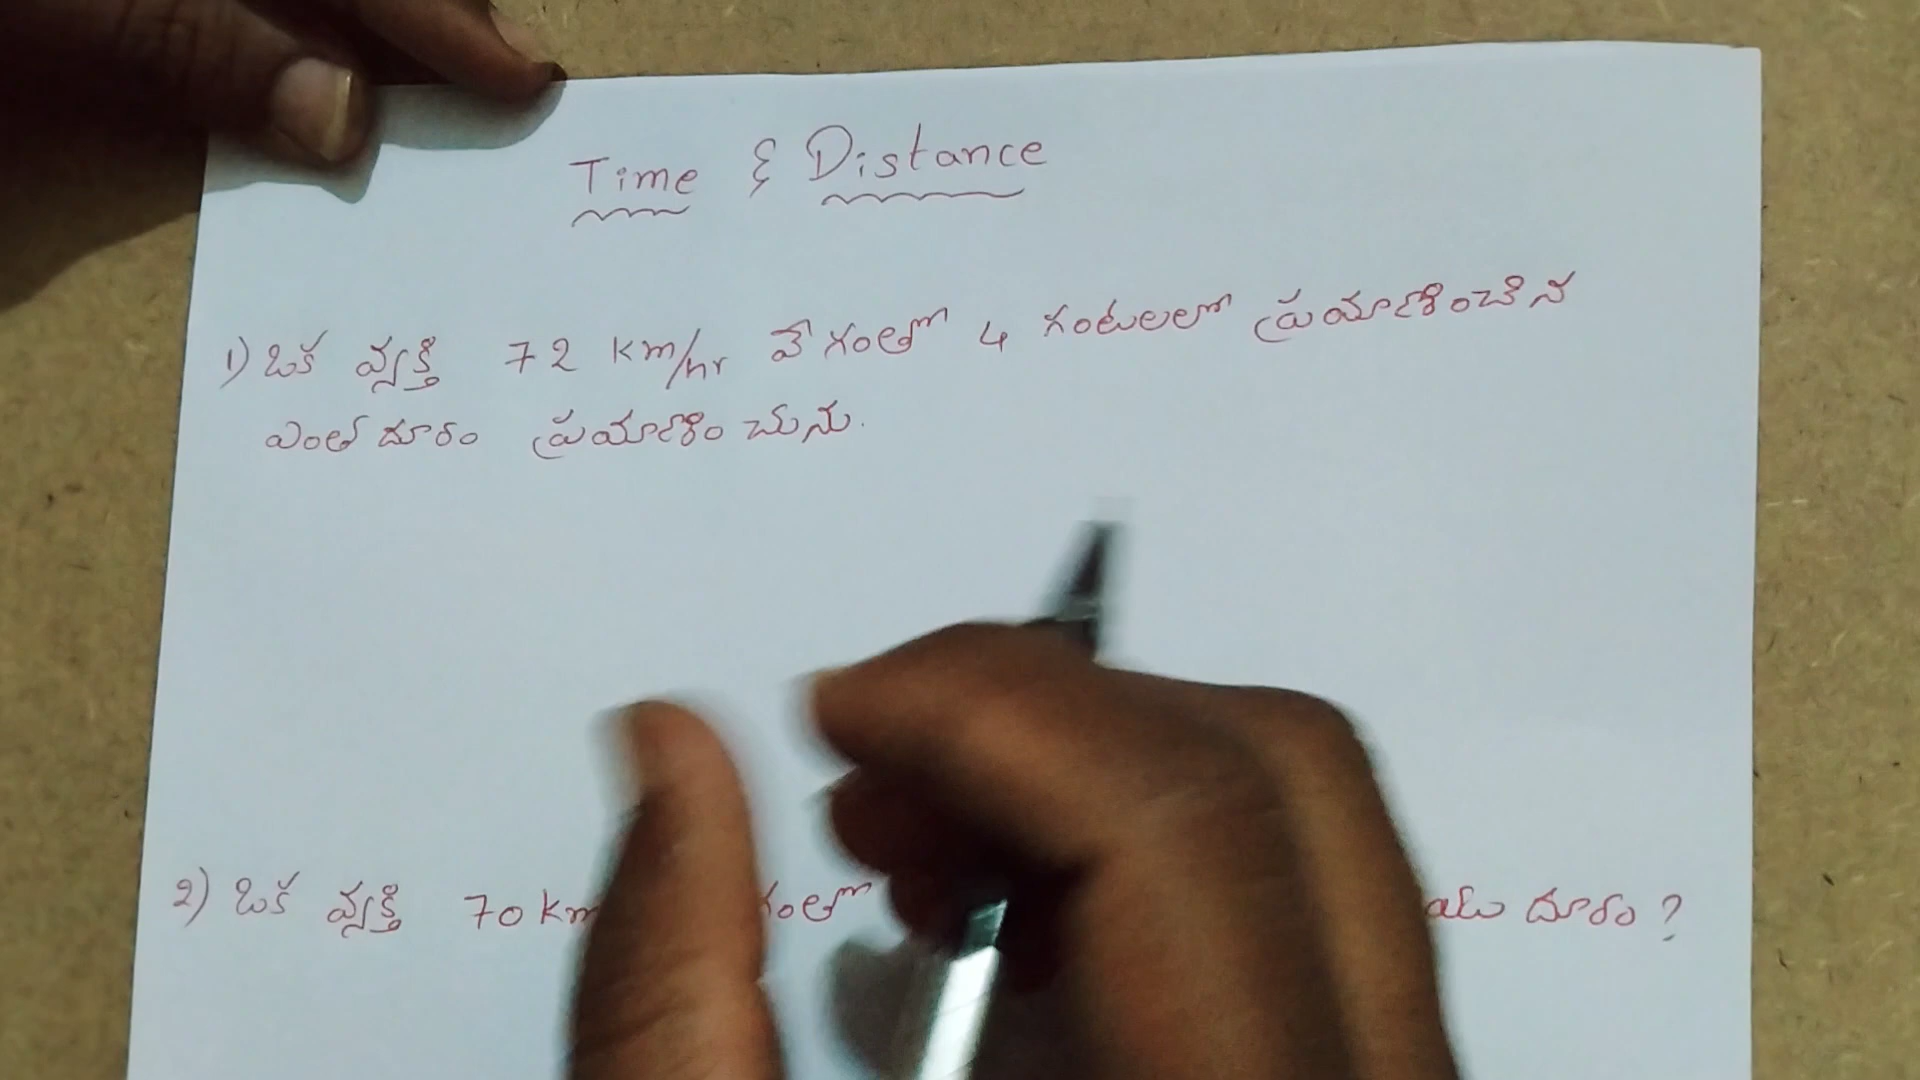 Time & Distance
1) ఒక వ్యక్తి 72 Km/hr వేగంతో 4 గంటలలో ప్రయాణించిన
ఎంత దూరం ప్రయాణించును.
2) ఒక వ్యక్తి 70 Km దూరం ?